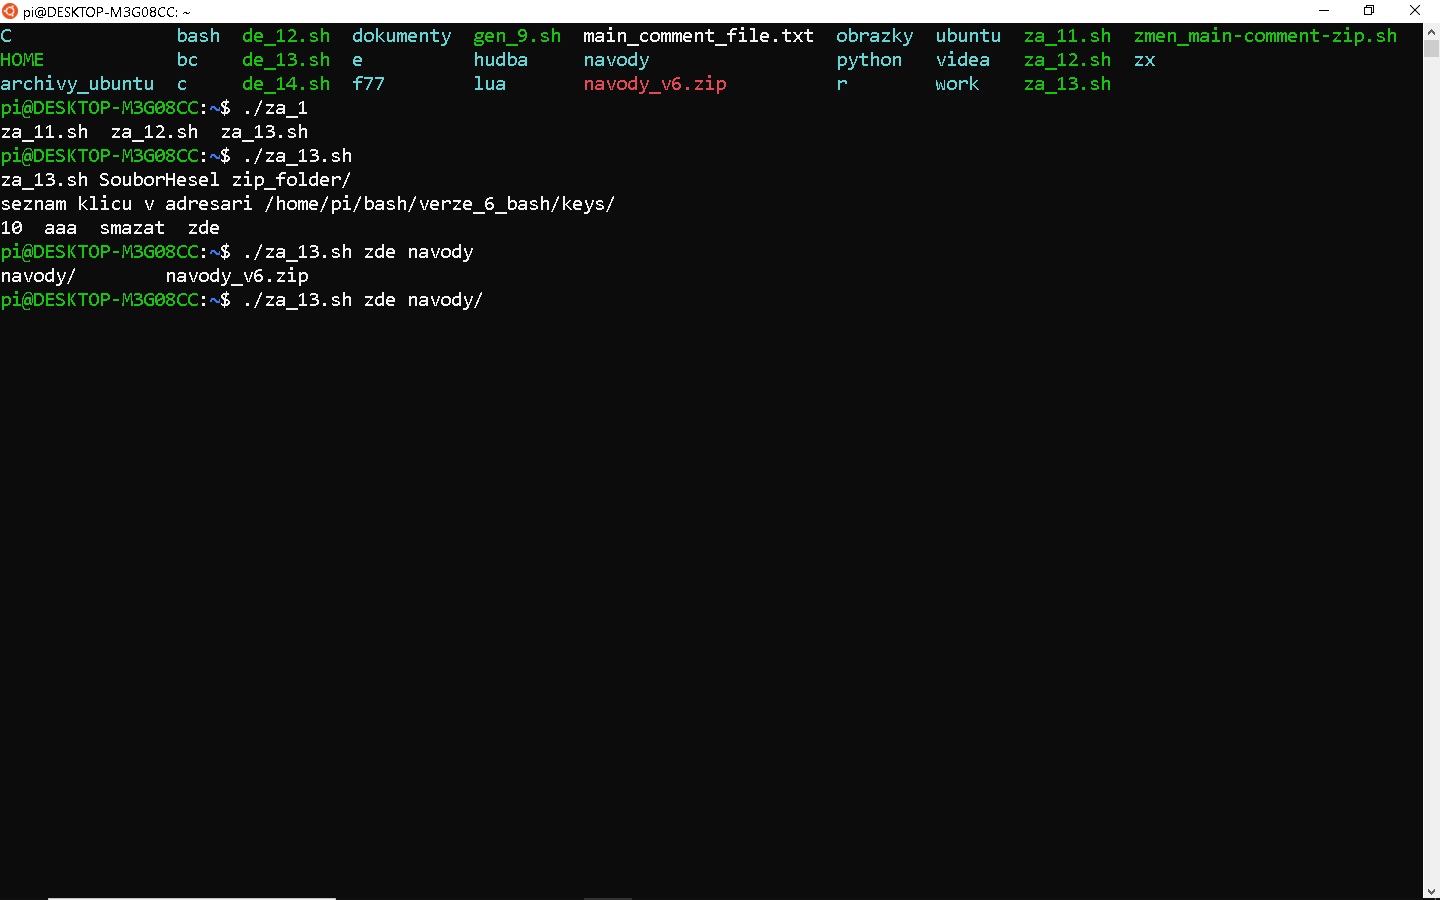 pi@DESKTOP-M3G08CC: ~
C bash de_12.sh dokumenty gen_9.sh main_comment_file.txt obrazky ubuntu za_11.sh zmen_main-comment-zip.sh
HOME bc de_13.sh e hudba navody python videa za_12.sh zx
archivy_ubuntu c de_14.sh f77 lua navody_v6.zip r work za_13.sh
pi@DESKTOP-M3G08CC:~$ ./za_1
za_11.sh za_12.sh za_13.sh
pi@DESKTOP-M3G08CC:~$ ./za_13.sh
za_13.sh SouborHesel zip_folder/
seznam klicu v adresari /home/pi/bash/verze_6_bash/keys/
10 aaa smazat zde
pi@DESKTOP-M3G08CC:~$ ./za_13.sh zde navody
navody/ navody_v6.zip
pi@DESKTOP-M3G08CC:~$ ./za_13.sh zde navody/